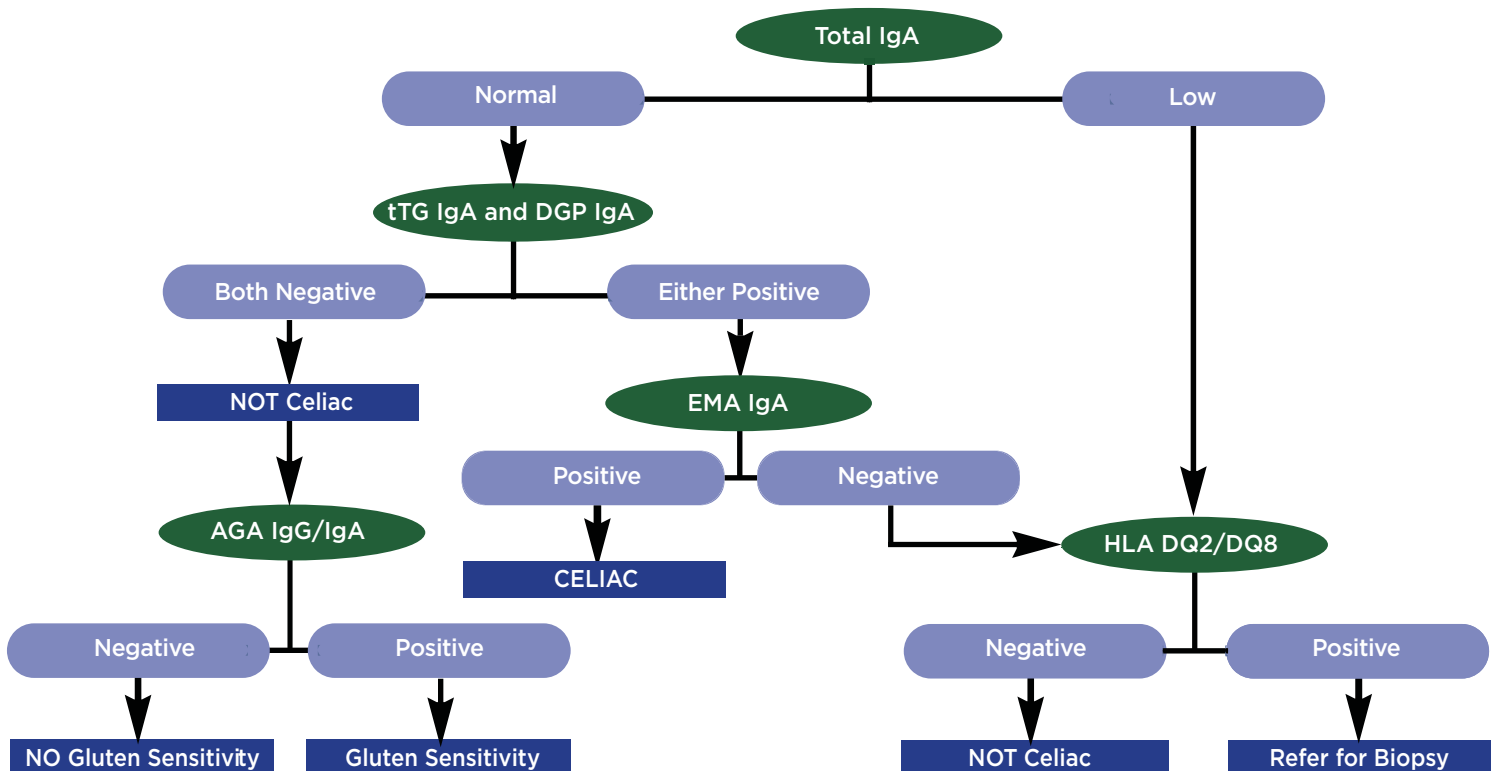 Total IgA
Normal
Low
tTG IgA and DGP IgA
Both Negative
Either Positive
NOT Celiac
EMA IgA
Positive
Negative
AGA IgG/IgA
HLA DQ2/DQ8
CELIAC
Negative
Positive
Negative
Positive
NO Gluten Sensitivity
Gluten Sensitivity
NOT Celiac
Refer for Biopsy